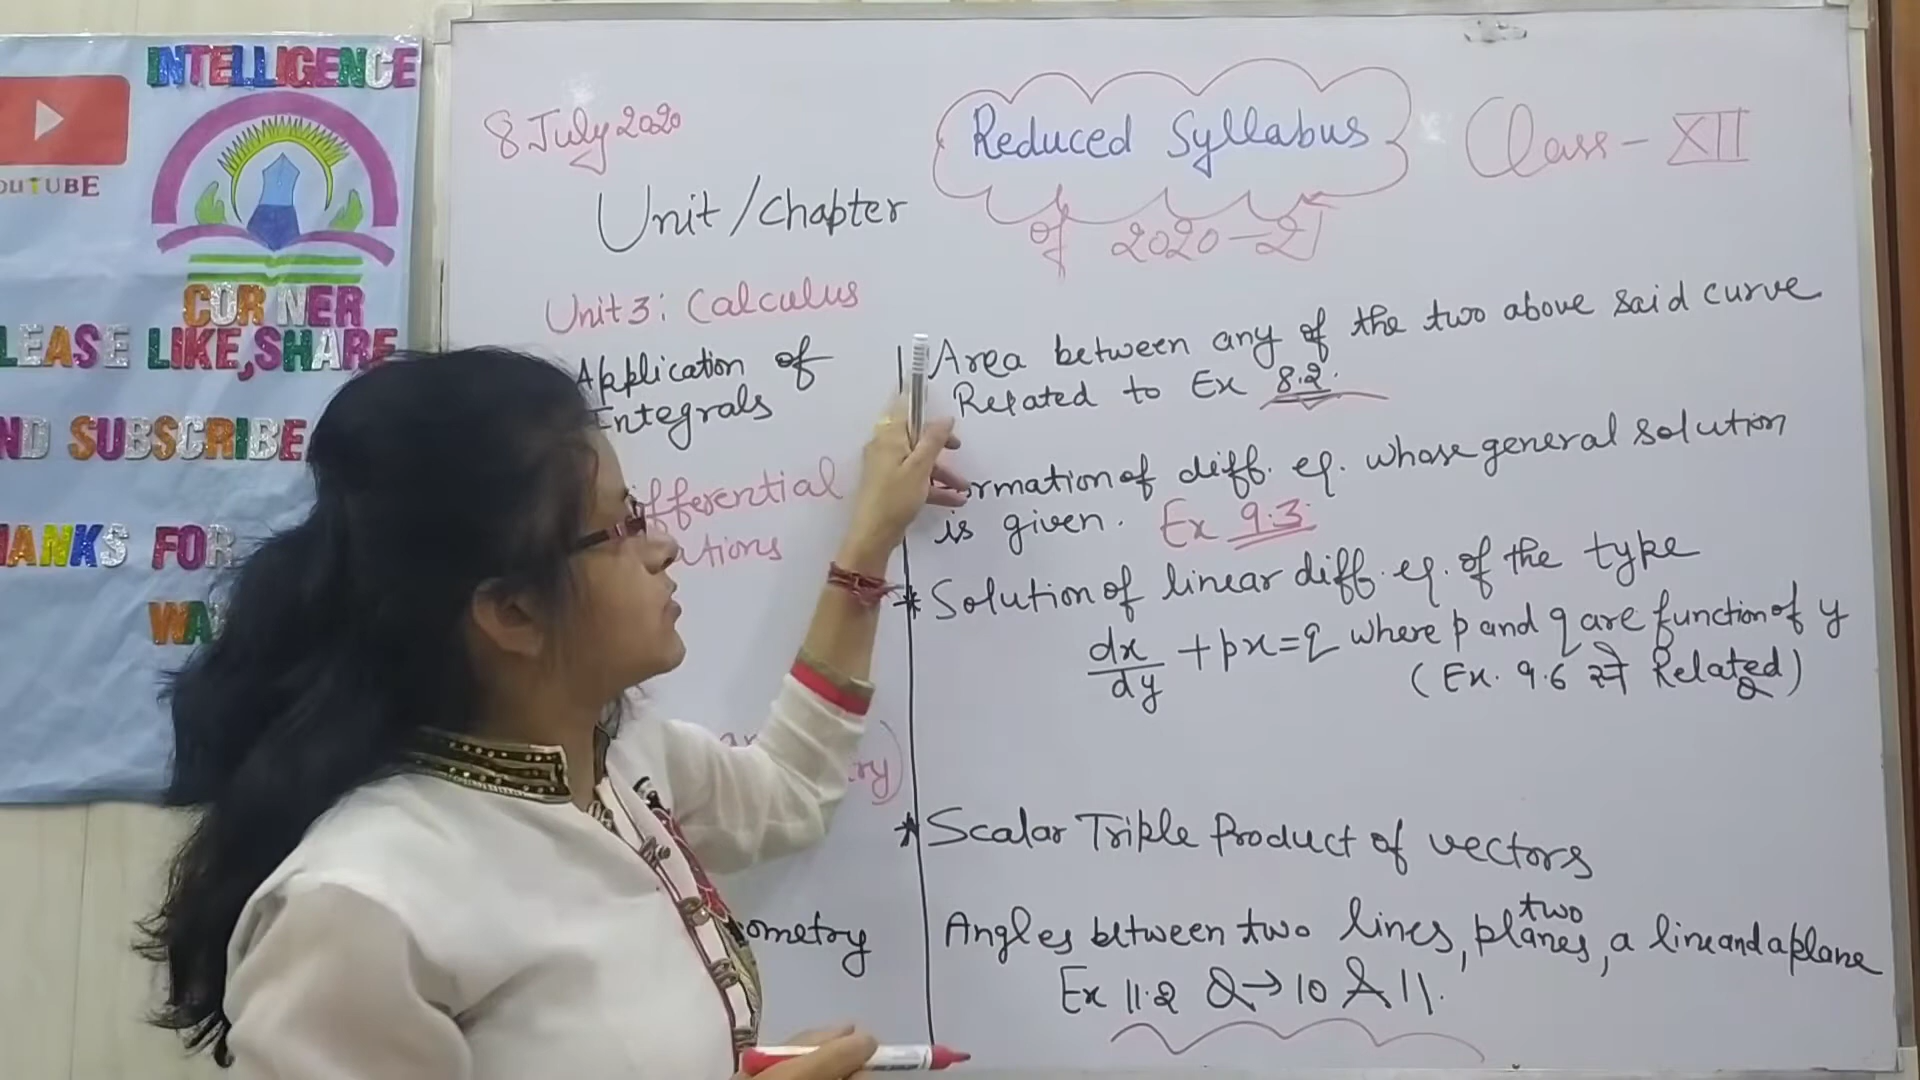 INTELLIGENCE
CORNER
OUTUBE
LEASE LIKE,SHARE
ND SUBSCRIBE
HANKS FOR
WA
8 July 2020
Reduced Syllabus
of 2020-21
Class - XII
Unit/Chapter
Unit 3: Calculus
Application of
Integrals
Area between any of the two above said curve
Related to Ex 8.2.
ifferential
ations
ormation of diff. eq. whose general solution
is given. Ex 9.3
* Solution of linear diff. eq. of the type
dx/dy + px = q where p and q are function of y
(Ex. 9.6 से Related)
ry)
* Scalar Triple Product of vectors
ometry
Angles between two lines, two planes, a line and a plane
Ex 11.2 Q→10 & 11.